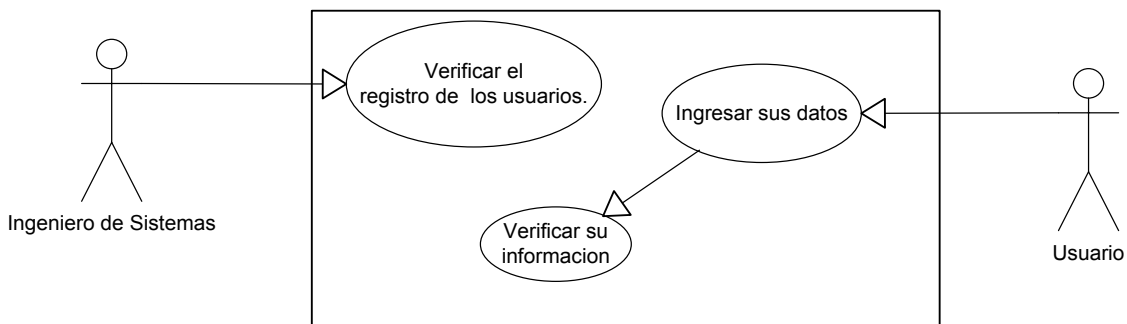 Verificar el
registro de los usuarios.
Ingresar sus datos
Ingeniero de Sistemas
Verificar su
informacion
Usuario